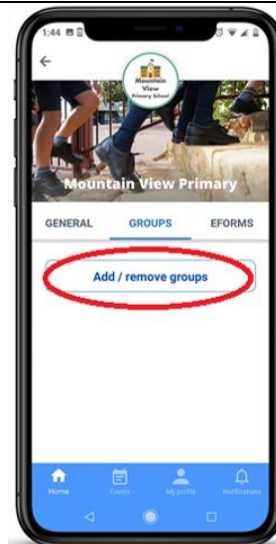 1:44
Mountain
View
Primary School
Mountain View Primary
GENERAL GROUPS EFORMS
Add / remove groups
Home Events My profile Notifications